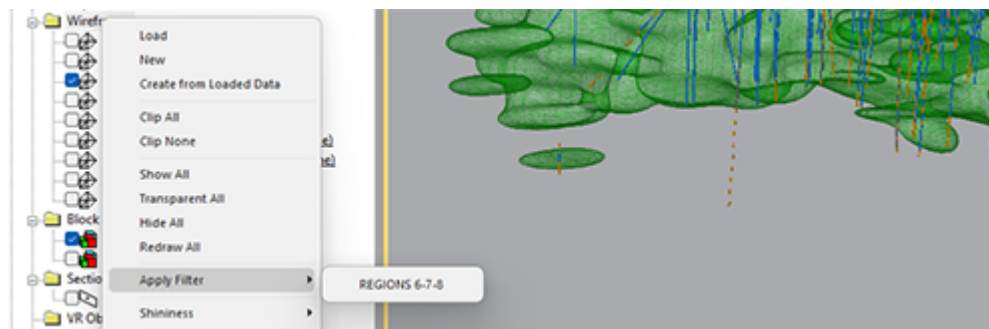 Wirefr
Load
New
Create from Loaded Data
Clip All
Clip None
e)
ne)
Show All
Transparent All
Block
Hide All
Redraw All
Sectio
Apply Filter
REGIONS 6-7-8
Shininess
VR Ob